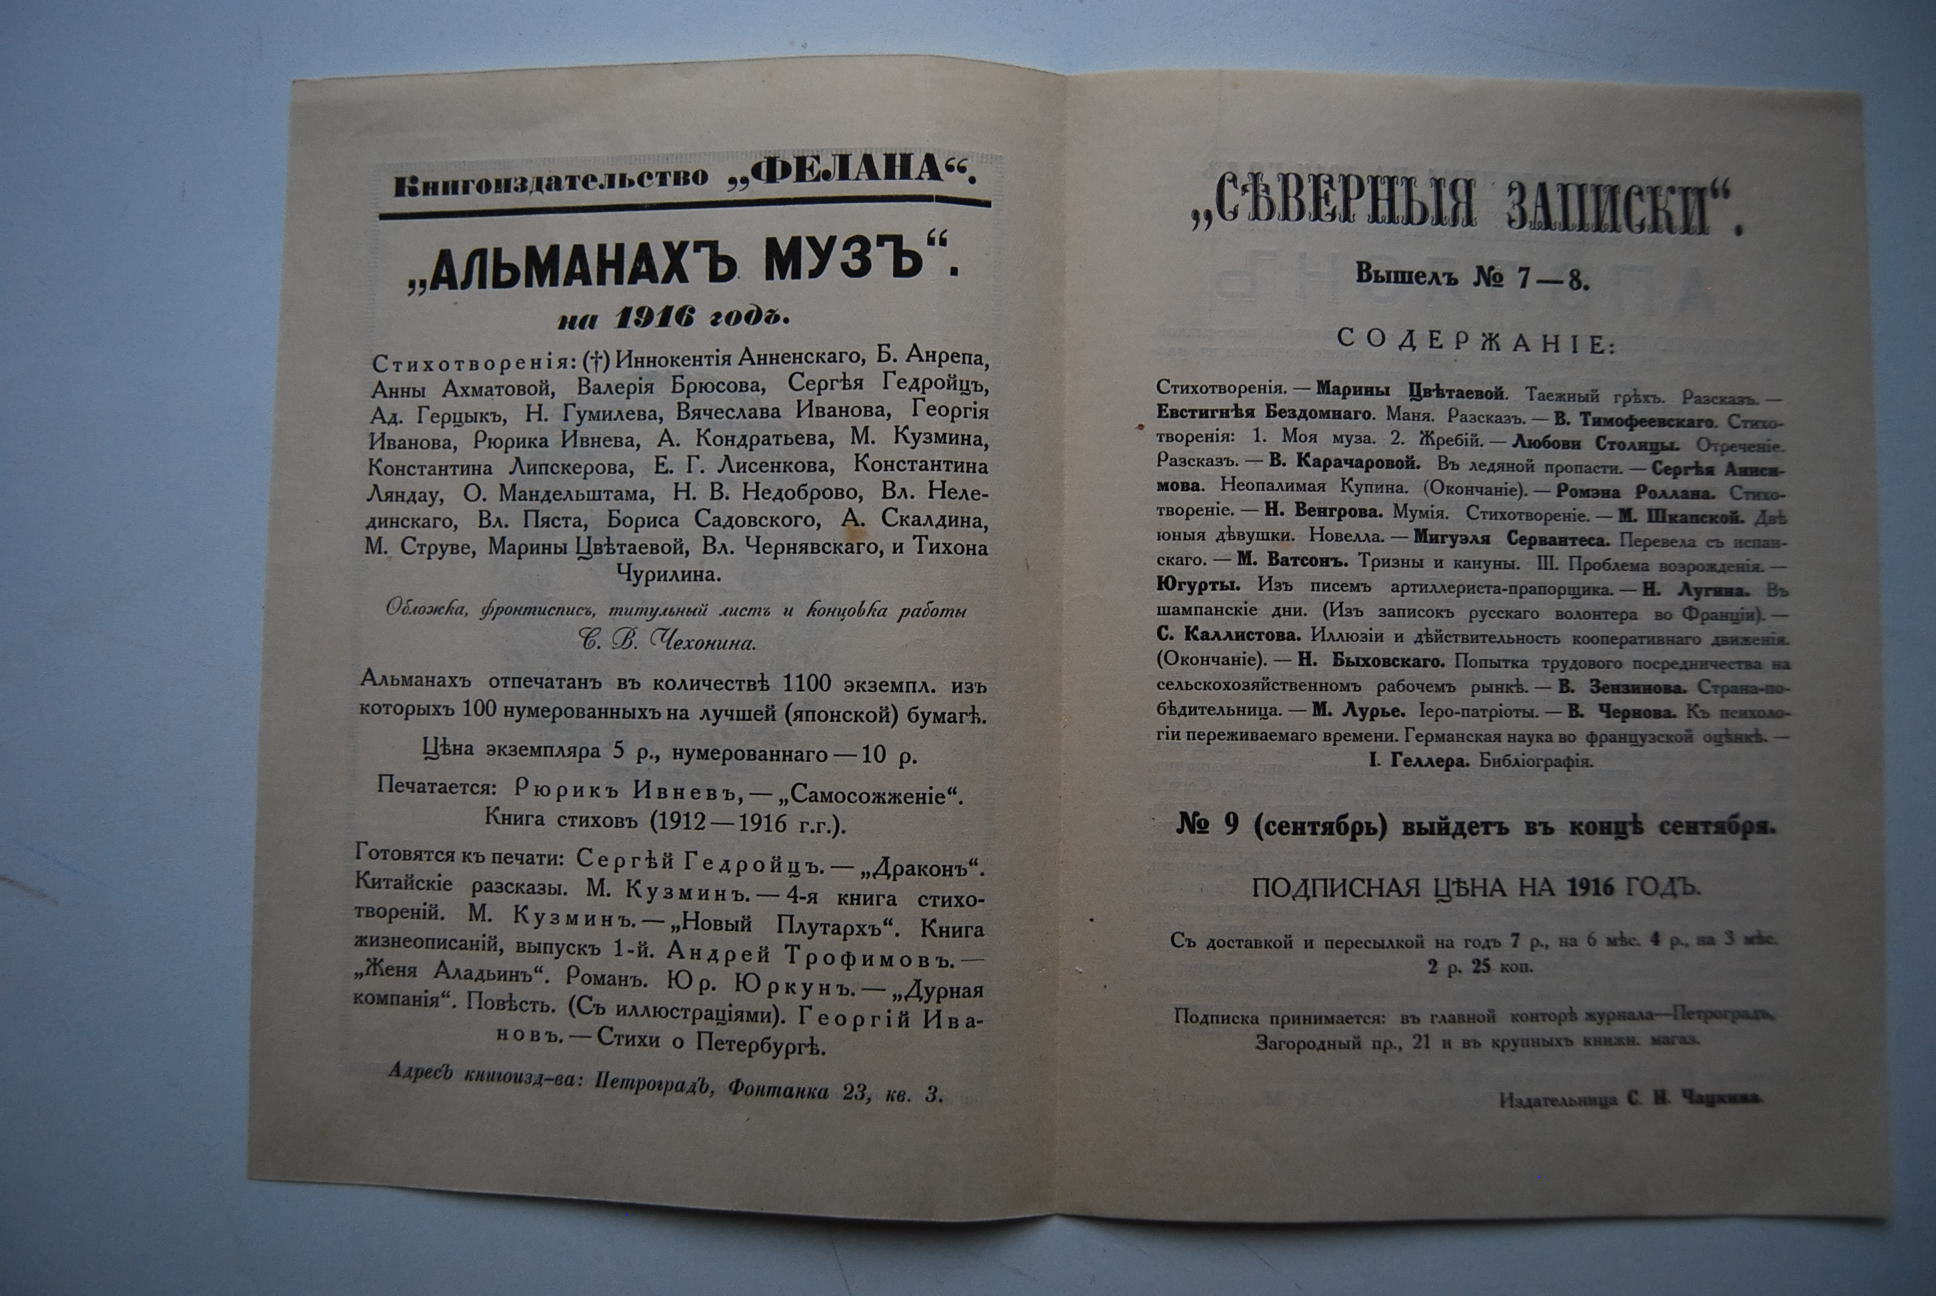 Книгоиздательство „ФЕЛАНА“.
„АЛЬМАНАХЪ МУЗЪ“.
на 1916 годъ.
Стихотворенія: (†) Иннокентія Анненскаго, Б. Анрепа,
Анны Ахматовой, Валерія Брюсова, Сергѣя Гедройцъ,
Ад. Герцыкъ, Н. Гумилева, Вячеслава Иванова, Георгія
Иванова, Рюрика Ивнева, А. Кондратьева, М. Кузмина,
Константина Липскерова, Е. Г. Лисенкова, Константина
Ляндау, О. Мандельштама, Н. В. Недоброво, Вл. Неле-
динскаго, Вл. Пяста, Бориса Садовского, А. Скалдина,
М. Струве, Марины Цвѣтаевой, Вл. Чернявскаго, и Тихона
Чурилина.
Обложка, фронтисписъ, титульный листъ и концовка работы
С. В. Чехонина.
Альманахъ отпечатанъ въ количествѣ 1100 экземпл. изъ
которыхъ 100 нумерованныхъ на лучшей (японской) бумагѣ.
Цѣна экземпляра 5 р., нумерованнаго — 10 р.
Печатается: Рюрикъ Ивневъ, — „Самосожженіе“.
Книга стиховъ (1912 — 1916 г.г.).
Готовятся къ печати: Сергѣй Гедройцъ. — „Драконъ“.
Китайскіе разсказы. М. Кузминъ. — 4-я книга стихо-
твореній. М. Кузминъ. — „Новый Плутархъ“. Книга
жизнеописаній, выпускъ 1-й. Андрей Трофимовъ. —
„Женя Аладьинъ“. Романъ. Юр. Юркунъ. — „Дурная
компанія“. Повѣсть. (Съ иллюстраціями). Георгій Ива-
новъ. — Стихи о Петербургѣ.
Адресъ книгоизд-ва: Петроградъ, Фонтанка 23, кв. 3.
„СѢВЕРНЫЯ ЗАПИСКИ“.
Вышелъ № 7 — 8.
СОДЕРЖАНІЕ:
Стихотворенія. — Марины Цвѣтаевой. Таежный грѣхъ. Разсказъ. —
Евстигнѣя Бездомнаго. Маня. Разсказъ. — В. Тимофеевскаго. Стихо-
творенія: 1. Моя муза. 2. Жребій. — Любови Столицы. Отреченіе.
Разсказъ. — В. Карачаровой. Въ ледяной пропасти. — Сергѣя Аниси-
мова. Неопалимая Купина. (Окончаніе). — Ромэна Роллана. Стихо-
твореніе. — Н. Венгрова. Мумія. Стихотвореніе. — М. Шкапской. Двѣ
юныя дѣвушки. Новелла. — Мигуэля Сервантеса. Перевела съ испан-
скаго. — М. Ватсонъ. Тризны и кануны. III. Проблема возрожденія. —
Югурты. Изъ писемъ артиллериста-прапорщика. — Н. Лугина. Въ
шампанскіе дни. (Изъ записокъ русскаго волонтера во Франціи). —
С. Каллистова. Иллюзіи и дѣйствительность кооперативнаго движенія.
(Окончаніе). — Н. Быховскаго. Попытка трудового посредничества на
сельскохозяйственномъ рабочемъ рынкѣ. — В. Зензинова. Страна-по-
бѣдительница. — М. Лурье. Іеро-патріоты. — В. Чернова. Къ психоло-
гіи переживаемаго времени. Германская наука во французской оцѣнкѣ. —
І. Геллера. Библіографія.
№ 9 (сентябрь) выйдетъ въ концѣ сентября.
ПОДПИСНАЯ ЦѢНА НА 1916 ГОДЪ.
Съ доставкой и пересылкой на годъ 7 р., на 6 мѣс. 4 р., на 3 мѣс.
2 р. 25 коп.
Подписка принимается: въ главной конторѣ журнала—Петроградъ,
Загородный пр., 21 и въ крупныхъ книжн. магаз.
Издательница С. И. Чацкина.